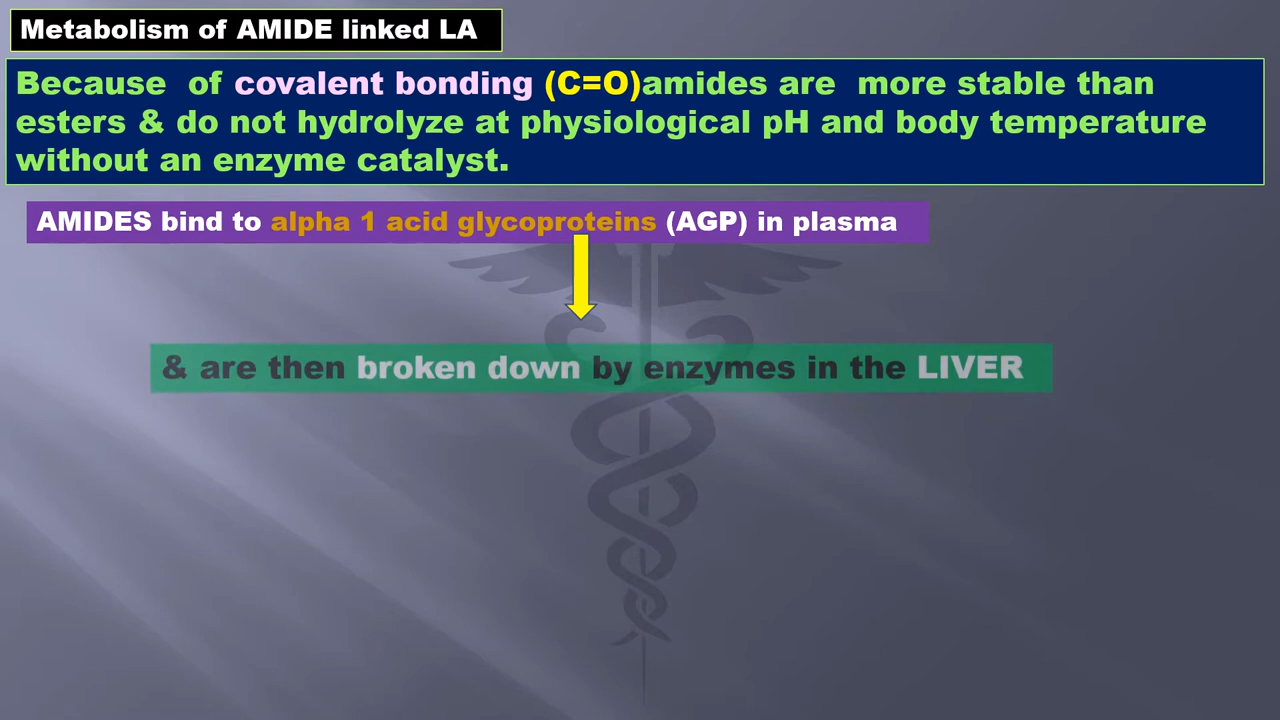 Metabolism of AMIDE linked LA
Because of covalent bonding (C=O)amides are more stable than
esters & do not hydrolyze at physiological pH and body temperature
without an enzyme catalyst.
AMIDES bind to alpha 1 acid glycoproteins (AGP) in plasma
& are then broken down by enzymes in the LIVER